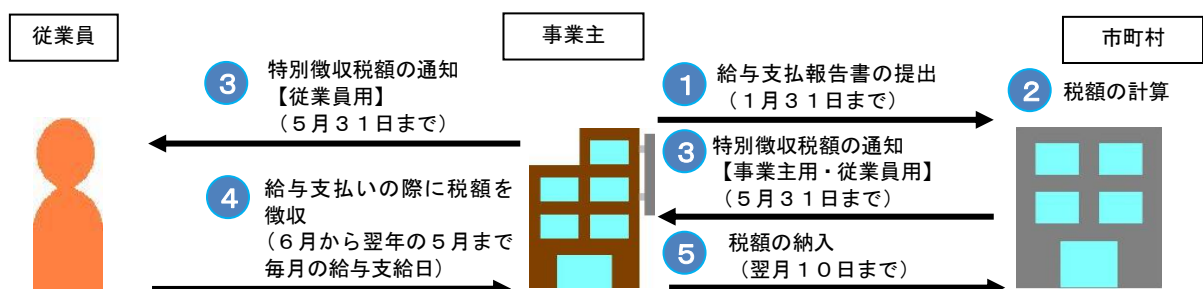 従業員
事業主
市町村
③
特別徴収税額の通知
【従業員用】
(5月31日まで)
①
給与支払報告書の提出
(1月31日まで)
②
税額の計算
③
特別徴収税額の通知
【事業主用・従業員用】
(5月31日まで)
④
給与支払いの際に税額を
徴収
(6月から翌年の5月まで
毎月の給与支給日)
⑤
税額の納入
(翌月10日まで)